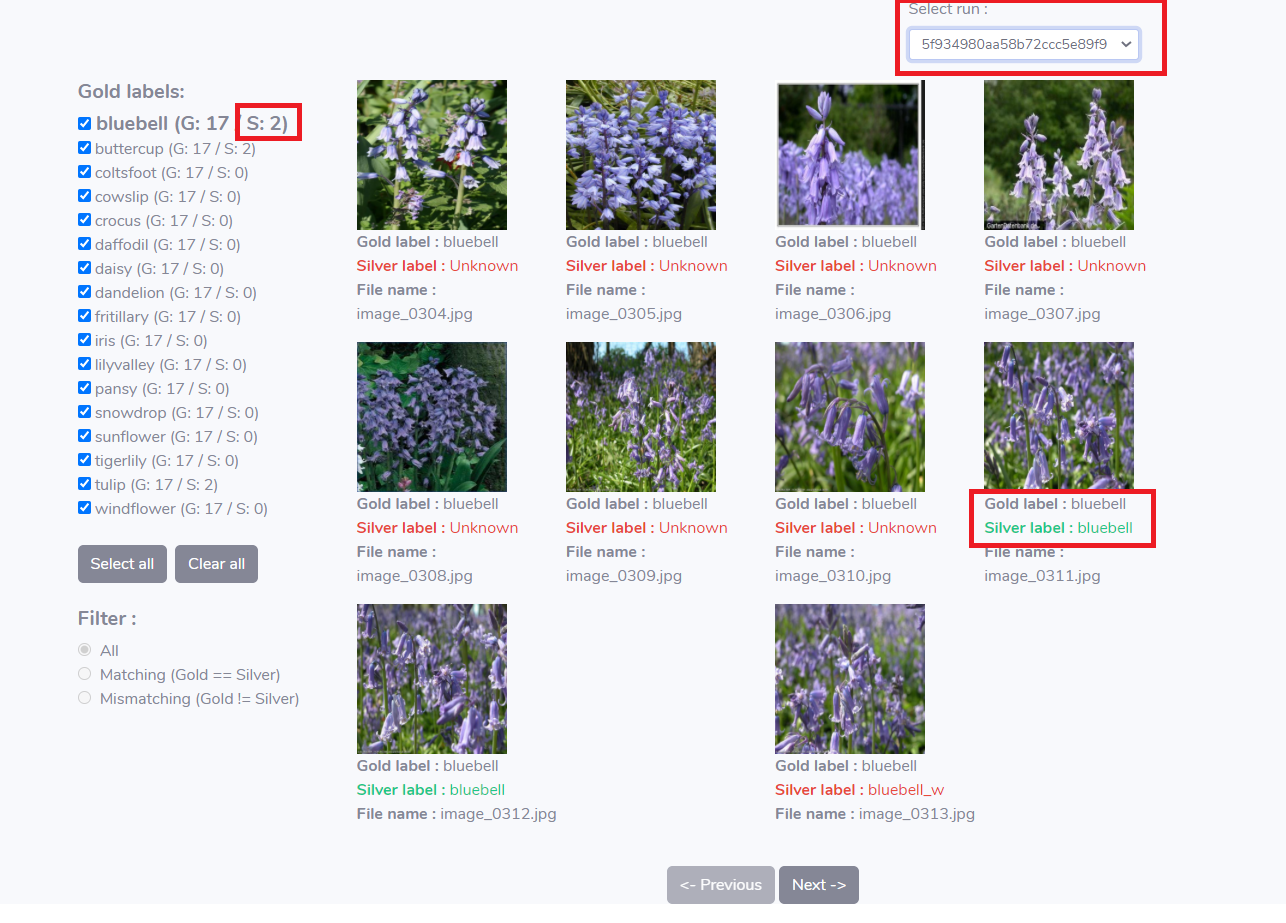 Select run :
5f934980aa58b72ccc5e89f9
Gold labels:
bluebell (G: 17 / S: 2)
buttercup (G: 17 / S: 2)
coltsfoot (G: 17 / S: 0)
cowslip (G: 17 / S: 0)
crocus (G: 17 / S: 0)
daffodil (G: 17 / S: 0)
daisy (G: 17 / S: 0)
dandelion (G: 17 / S: 0)
fritillary (G: 17 / S: 0)
iris (G: 17 / S: 0)
lilyvalley (G: 17 / S: 0)
pansy (G: 17 / S: 0)
snowdrop (G: 17 / S: 0)
sunflower (G: 17 / S: 0)
tigerlily (G: 17 / S: 0)
tulip (G: 17 / S: 2)
windflower (G: 17 / S: 0)
Select all
Clear all
Filter :
All
Matching (Gold == Silver)
Mismatching (Gold != Silver)
Gold label : bluebell
Silver label : Unknown
File name :
image_0304.jpg
Gold label : bluebell
Silver label : Unknown
File name :
image_0305.jpg
Gold label : bluebell
Silver label : Unknown
File name :
image_0306.jpg
Gold label : bluebell
Silver label : Unknown
File name :
image_0307.jpg
Gold label : bluebell
Silver label : Unknown
File name :
image_0308.jpg
Gold label : bluebell
Silver label : Unknown
File name :
image_0309.jpg
Gold label : bluebell
Silver label : Unknown
File name :
image_0310.jpg
Gold label : bluebell
Silver label : bluebell
File name :
image_0311.jpg
Gold label : bluebell
Silver label : bluebell
File name : image_0312.jpg
Gold label : bluebell
Silver label : bluebell_w
File name : image_0313.jpg
<- Previous
Next ->